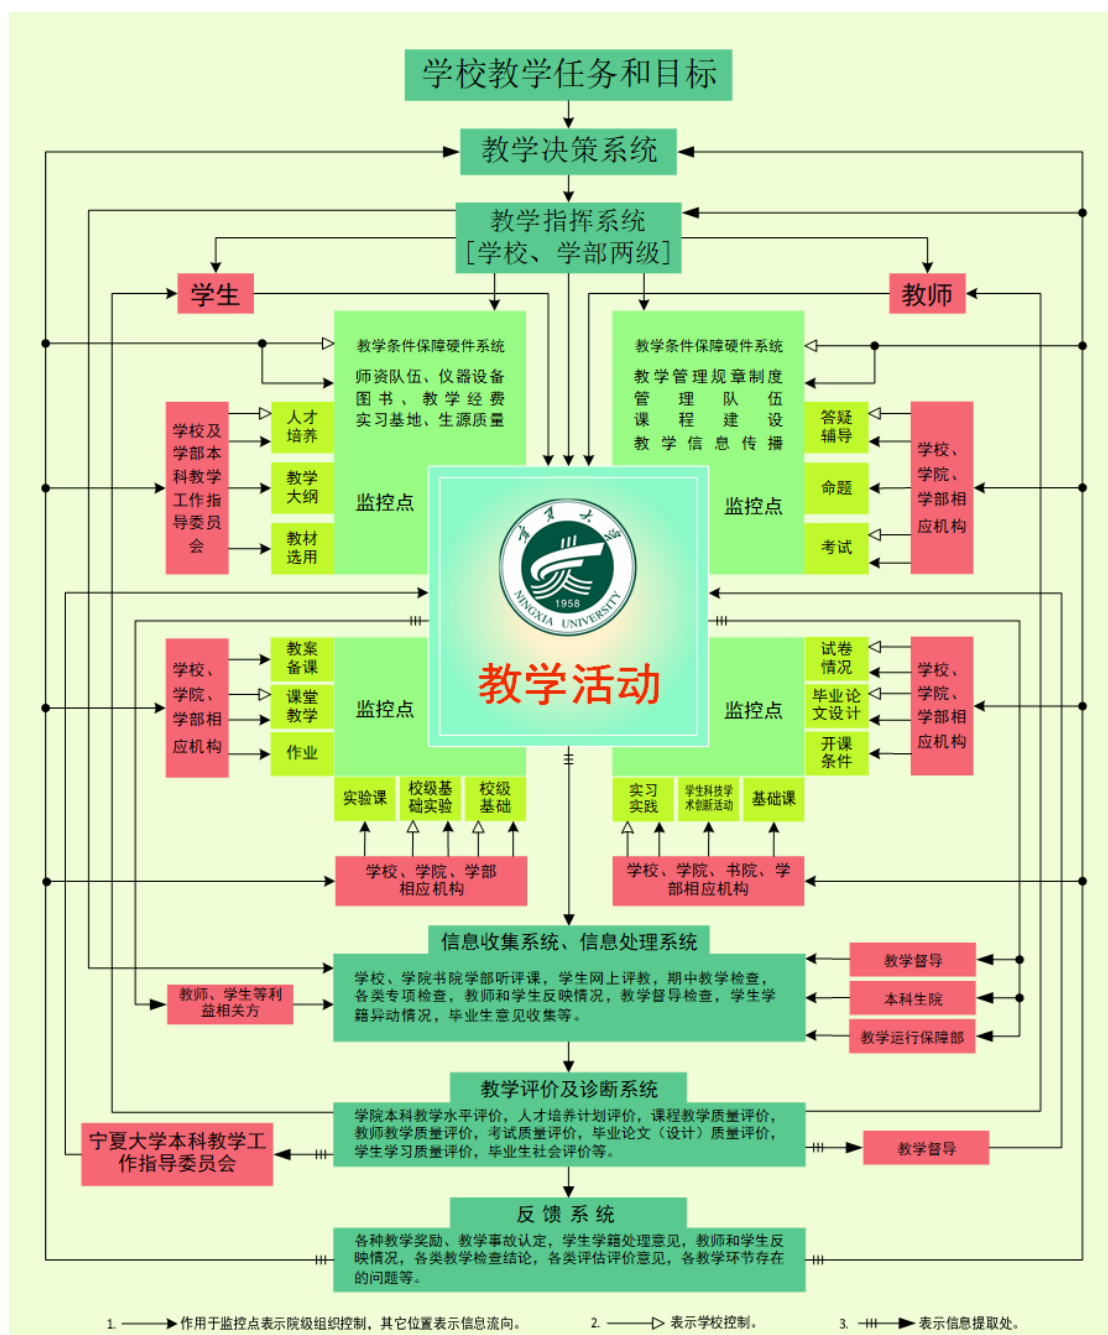 学校教学任务和目标
教学决策系统
教学指挥系统
[学校、学部两级]
学生
教师
教学条件保障硬件系统
师资队伍、仪器设备
图书、教学经费
实习基地、生源质量
监控点
教学条件保障硬件系统
教学管理规章制度
管理队伍
课程建设
教学信息传播
监控点
学校及
学部本
科教学
工作指
导委员
会
人才
培养
教学
大纲
教材
选用
答疑
辅导
命题
考试
学校、
学院、
学部相
应机构
宁夏大学
NINGXIA UNIVERSITY
1958
教学活动
学校、
学院、
学部相
应机构
教案
备课
课堂
教学
作业
监控点
监控点
试卷
情况
毕业论
文设计
开课
条件
学校、
学院、
学部相
应机构
实验课
校级基
础实验
校级
基础
实习
实践
学生科技学
术创新活动
基础课
学校、学院、学部
相应机构
学校、学院、书院、学
部相应机构
信息收集系统、信息处理系统
学校、学院书院学部听评课，学生网上评教，期中教学检查，
各类专项检查，教师和学生反映情况，教学督导检查，学生学
籍异动情况，毕业生意见收集等。
教师、学生等利
益相关方
教学督导
本科生院
教学运行保障部
教学评价及诊断系统
学院本科教学水平评价，人才培养计划评价，课程教学质量评价，
教师教学质量评价，考试质量评价，毕业论文（设计）质量评价，
学生学习质量评价，毕业生社会评价等。
宁夏大学本科教学工
作指导委员会
教学督导
反馈系统
各种教学奖励、教学事故认定，学生学籍处理意见，教师和学生反
映情况，各类教学检查结论，各类评估评价意见，各教学环节存在
的问题等。
1. 作用于监控点表示院级组织控制，其它位置表示信息流向。 2. 表示学校控制。 3. 表示信息提取处。